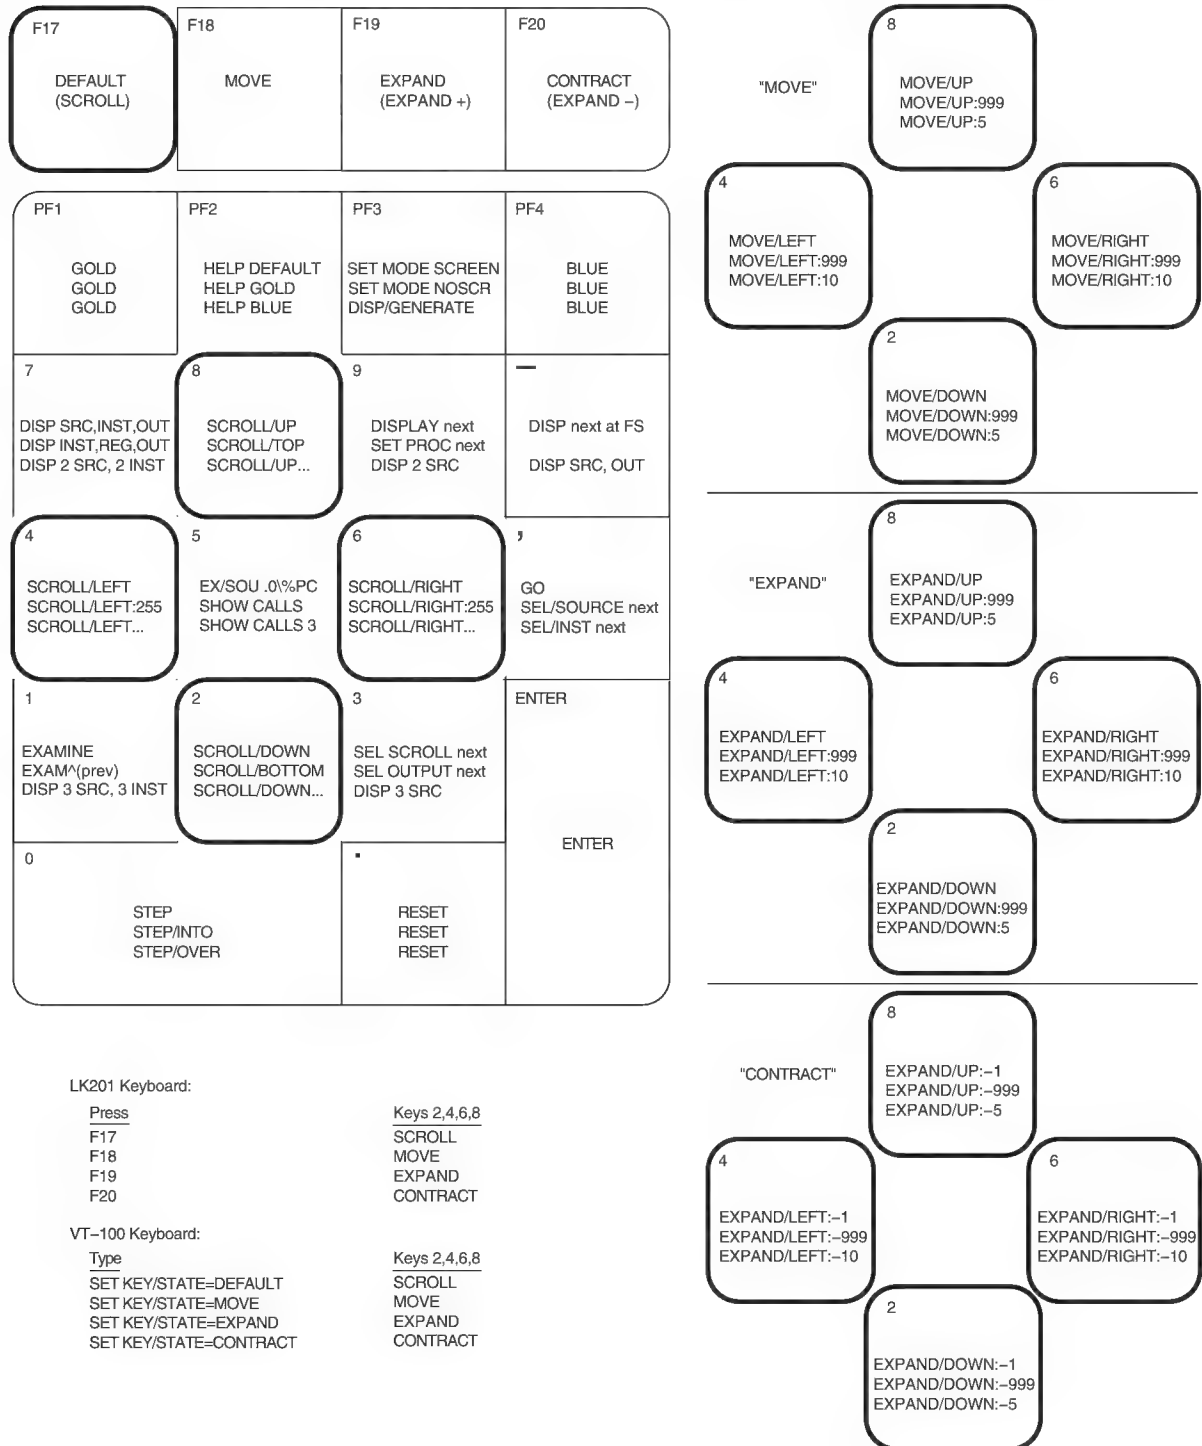 F17
DEFAULT
(SCROLL)
F18
MOVE
F19
EXPAND
(EXPAND +)
F20
CONTRACT
(EXPAND –)
PF1
GOLD
GOLD
GOLD
PF2
HELP DEFAULT
HELP GOLD
HELP BLUE
PF3
SET MODE SCREEN
SET MODE NOSCR
DISP/GENERATE
PF4
BLUE
BLUE
BLUE
7
DISP SRC,INST,OUT
DISP INST,REG,OUT
DISP 2 SRC, 2 INST
8
SCROLL/UP
SCROLL/TOP
SCROLL/UP...
9
DISPLAY next
SET PROC next
DISP 2 SRC
—
DISP next at FS
DISP SRC, OUT
4
SCROLL/LEFT
SCROLL/LEFT:255
SCROLL/LEFT...
5
EX/SOU .0\%PC
SHOW CALLS
SHOW CALLS 3
6
SCROLL/RIGHT
SCROLL/RIGHT:255
SCROLL/RIGHT...
,
GO
SEL/SOURCE next
SEL/INST next
1
EXAMINE
EXAM^(prev)
DISP 3 SRC, 3 INST
2
SCROLL/DOWN
SCROLL/BOTTOM
SCROLL/DOWN...
3
SEL SCROLL next
SEL OUTPUT next
DISP 3 SRC
ENTER
ENTER
0
STEP
STEP/INTO
STEP/OVER
.
RESET
RESET
RESET
LK201 Keyboard:
Press Keys 2,4,6,8
F17 SCROLL
F18 MOVE
F19 EXPAND
F20 CONTRACT
VT–100 Keyboard:
Type Keys 2,4,6,8
SET KEY/STATE=DEFAULT SCROLL
SET KEY/STATE=MOVE MOVE
SET KEY/STATE=EXPAND EXPAND
SET KEY/STATE=CONTRACT CONTRACT
"MOVE"
8
MOVE/UP
MOVE/UP:999
MOVE/UP:5
4
MOVE/LEFT
MOVE/LEFT:999
MOVE/LEFT:10
6
MOVE/RIGHT
MOVE/RIGHT:999
MOVE/RIGHT:10
2
MOVE/DOWN
MOVE/DOWN:999
MOVE/DOWN:5
"EXPAND"
8
EXPAND/UP
EXPAND/UP:999
EXPAND/UP:5
4
EXPAND/LEFT
EXPAND/LEFT:999
EXPAND/LEFT:10
6
EXPAND/RIGHT
EXPAND/RIGHT:999
EXPAND/RIGHT:10
2
EXPAND/DOWN
EXPAND/DOWN:999
EXPAND/DOWN:5
"CONTRACT"
8
EXPAND/UP:–1
EXPAND/UP:–999
EXPAND/UP:–5
4
EXPAND/LEFT:–1
EXPAND/LEFT:–999
EXPAND/LEFT:–10
6
EXPAND/RIGHT:–1
EXPAND/RIGHT:–999
EXPAND/RIGHT:–10
2
EXPAND/DOWN:–1
EXPAND/DOWN:–999
EXPAND/DOWN:–5